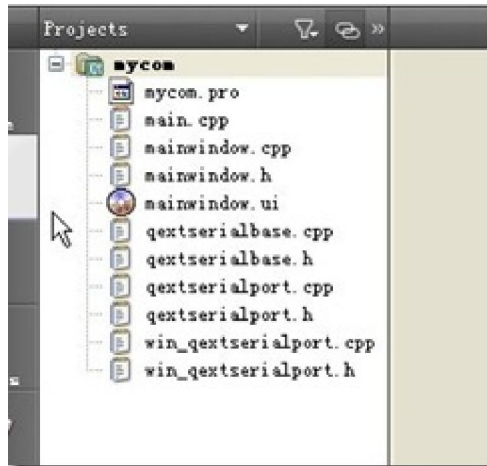 Projects
mycom
mycom.pro
main.cpp
mainwindow.cpp
mainwindow.h
mainwindow.ui
qextserialbase.cpp
qextserialbase.h
qextserialport.cpp
qextserialport.h
win_qextserialport.cpp
win_qextserialport.h